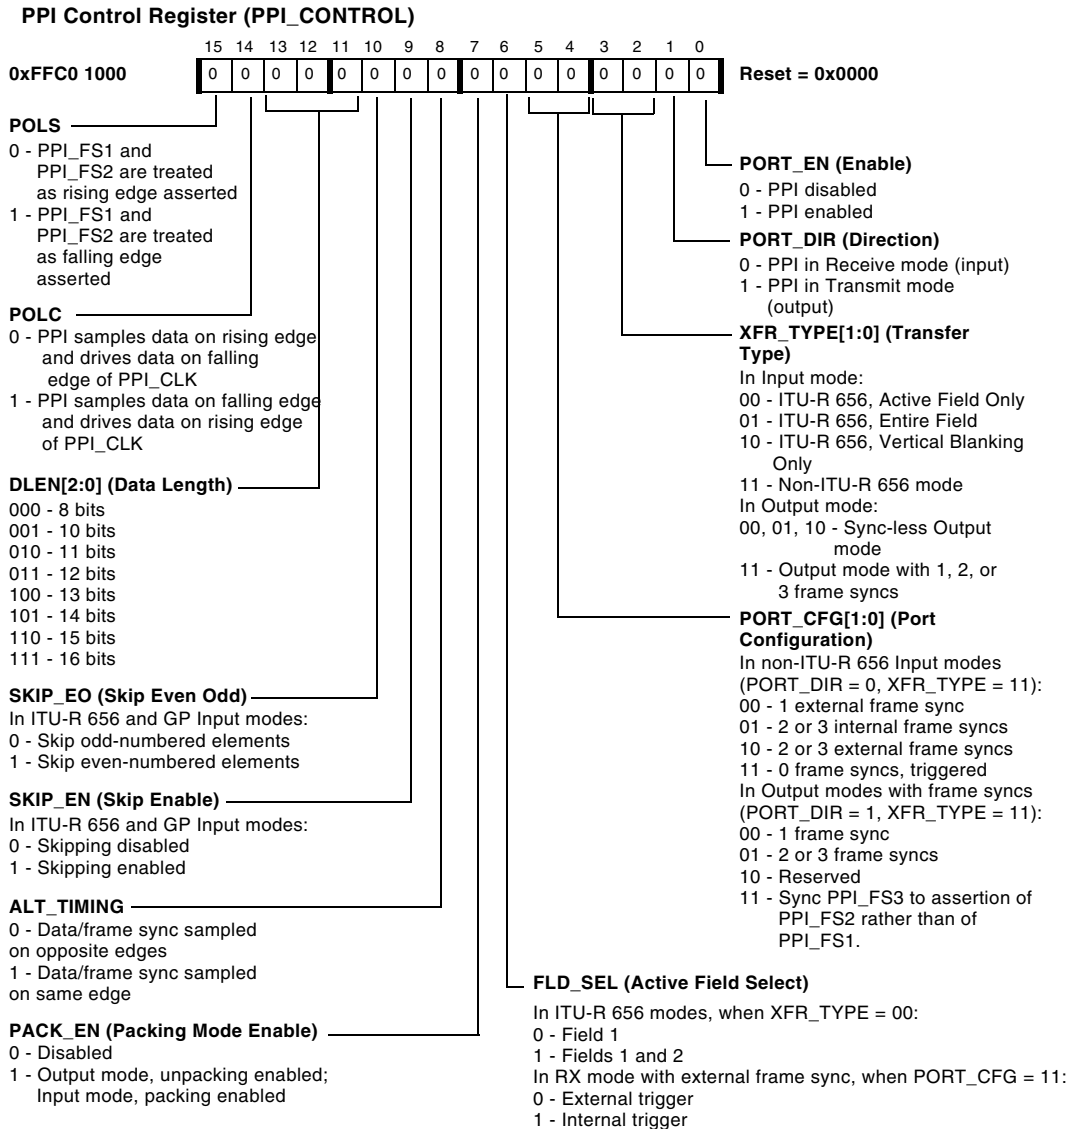 PPI Control Register (PPI_CONTROL)
15 14 13 12 11 10 9 8 7 6 5 4 3 2 1 0
0xFFC0 1000
0 0 0 0 0 0 0 0 0 0 0 0 0 0 0 0
Reset = 0x0000
POLS
0 - PPI_FS1 and
PPI_FS2 are treated
as rising edge asserted
1 - PPI_FS1 and
PPI_FS2 are treated
as falling edge
asserted
POLC
0 - PPI samples data on rising edge
and drives data on falling
edge of PPI_CLK
1 - PPI samples data on falling edge
and drives data on rising edge
of PPI_CLK
DLEN[2:0] (Data Length)
000 - 8 bits
001 - 10 bits
010 - 11 bits
011 - 12 bits
100 - 13 bits
101 - 14 bits
110 - 15 bits
111 - 16 bits
SKIP_EO (Skip Even Odd)
In ITU-R 656 and GP Input modes:
0 - Skip odd-numbered elements
1 - Skip even-numbered elements
SKIP_EN (Skip Enable)
In ITU-R 656 and GP Input modes:
0 - Skipping disabled
1 - Skipping enabled
ALT_TIMING
0 - Data/frame sync sampled
on opposite edges
1 - Data/frame sync sampled
on same edge
PACK_EN (Packing Mode Enable)
0 - Disabled
1 - Output mode, unpacking enabled;
Input mode, packing enabled
PORT_EN (Enable)
0 - PPI disabled
1 - PPI enabled
PORT_DIR (Direction)
0 - PPI in Receive mode (input)
1 - PPI in Transmit mode
(output)
XFR_TYPE[1:0] (Transfer
Type)
In Input mode:
00 - ITU-R 656, Active Field Only
01 - ITU-R 656, Entire Field
10 - ITU-R 656, Vertical Blanking
Only
11 - Non-ITU-R 656 mode
In Output mode:
00, 01, 10 - Sync-less Output
mode
11 - Output mode with 1, 2, or
3 frame syncs
PORT_CFG[1:0] (Port
Configuration)
In non-ITU-R 656 Input modes
(PORT_DIR = 0, XFR_TYPE = 11):
00 - 1 external frame sync
01 - 2 or 3 internal frame syncs
10 - 2 or 3 external frame syncs
11 - 0 frame syncs, triggered
In Output modes with frame syncs
(PORT_DIR = 1, XFR_TYPE = 11):
00 - 1 frame sync
01 - 2 or 3 frame syncs
10 - Reserved
11 - Sync PPI_FS3 to assertion of
PPI_FS2 rather than of
PPI_FS1.
FLD_SEL (Active Field Select)
In ITU-R 656 modes, when XFR_TYPE = 00:
0 - Field 1
1 - Fields 1 and 2
In RX mode with external frame sync, when PORT_CFG = 11:
0 - External trigger
1 - Internal trigger